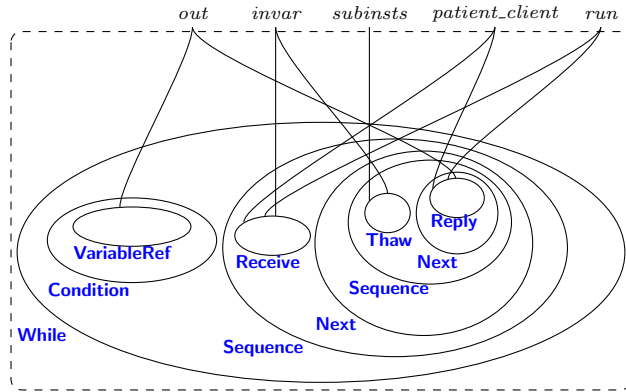 out invar subinsts patient_client run
Reply
Thaw
VariableRef
Receive
Next
Condition
Sequence
Next
While
Sequence